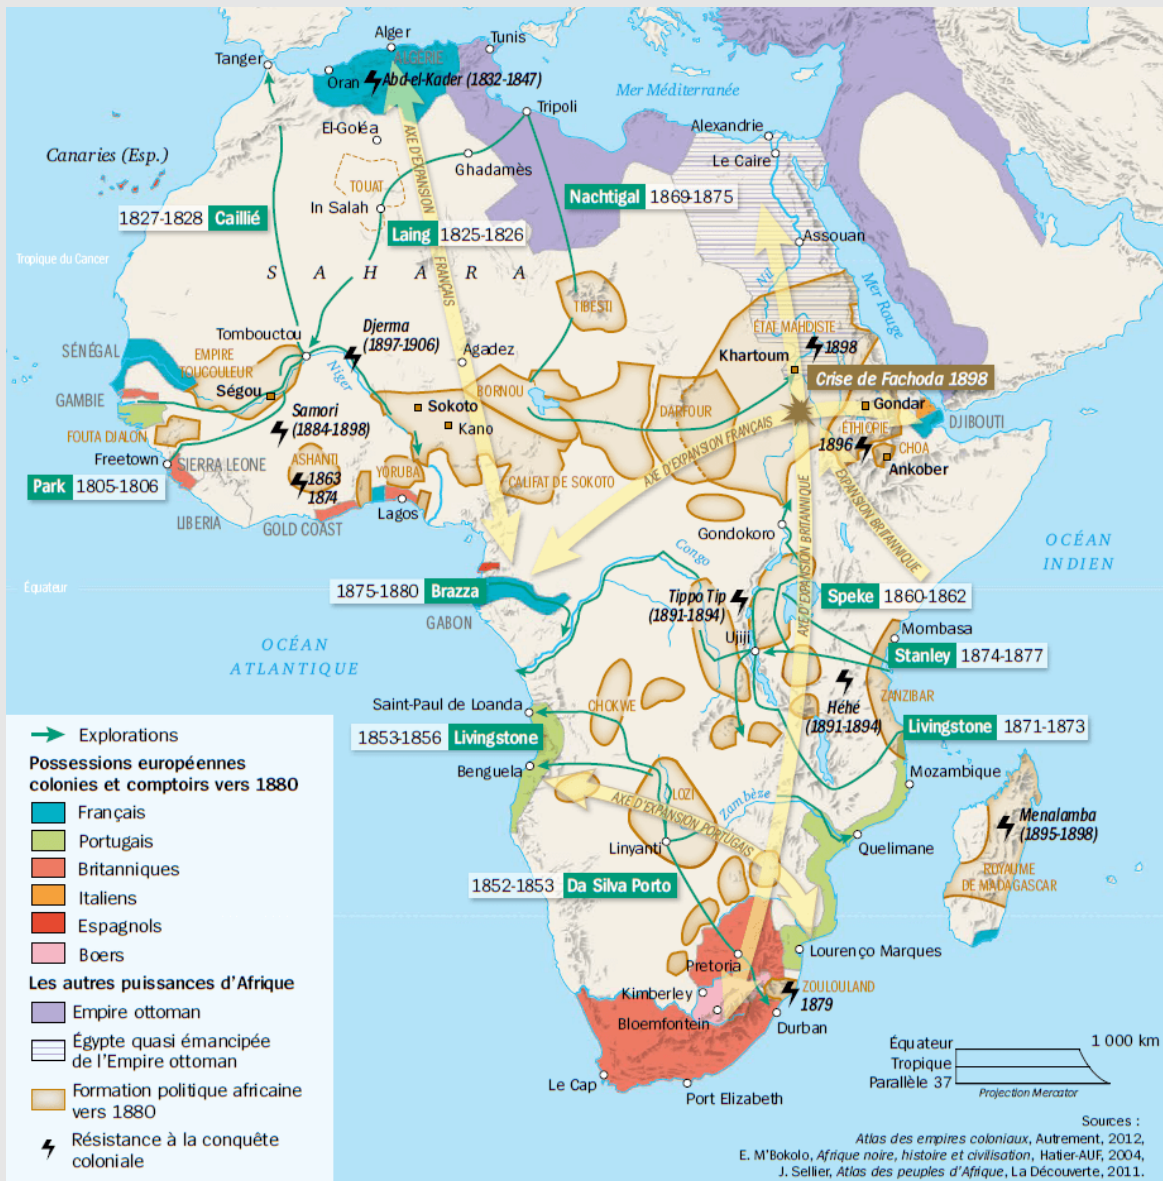 Alger
Tunis
Tanger
ALGÉRIE
Oran
Abd-el-Kader (1832-1847)
Mer Méditerranée
Tripoli
Alexandrie
El-Goléa
Le Caire
Canaries (Esp.)
Ghadamès
TOUAT
AXE D'EXPANSION FRANÇAIS
Nachtigal 1869-1875
In Salah
1827-1828 Caillié
Laing 1825-1826
Assouan
Tropique du Cancer
SAHARA
Nil
Mer Rouge
TIBESTI
Djerma
(1897-1906)
ÉTAT MAHDISTE
Tombouctou
1898
SÉNÉGAL
EMPIRE
TOUCOULEUR
Agadez
Khartoum
Niger
Crise de Fachoda 1898
Ségou
BORNOU
GAMBIE
Samori
(1884-1898)
Sokoto
DARFOUR
Gondar
DJIBOUTI
Kano
ÉTHIOPIE
FOUTA DJALON
1896
CHOA
Freetown
SIERRA LEONE
ASHANTI
YORUBA
AXE D'EXPANSION FRANÇAIS
Ankober
1863
1874
CALIFAT DE SOKOTO
Park 1805-1806
Lagos
LIBERIA
GOLD COAST
EXPANSION BRITANNIQUE
Gondokoro
AXE D'EXPANSION BRITANNIQUE
OCÉAN
INDIEN
Congo
Équateur
1875-1880 Brazza
Tippo Tip
(1891-1894)
Speke 1860-1862
GABON
Mombasa
Ujiji
OCÉAN
ATLANTIQUE
Stanley 1874-1877
ZANZIBAR
Saint-Paul de Loanda
CHOKWE
Héhé
(1891-1894)
1853-1856 Livingstone
Livingstone 1871-1873
Benguela
Mozambique
LOZI
AXE D'EXPANSION PORTUGAIS
Zambèze
Menalamba
(1895-1898)
Linyanti
Quelimane
ROYAUME
DE MADAGASCAR
1852-1853 Da Silva Porto
Lourenço Marques
Pretoria
Kimberley
ZOULOULAND
1879
Bloemfontein
Durban
Le Cap
Port Elizabeth
Explorations
Possessions européennes
colonies et comptoirs vers 1880
Français
Portugais
Britanniques
Italiens
Espagnols
Boers
Les autres puissances d'Afrique
Empire ottoman
Égypte quasi émancipée
de l'Empire ottoman
Formation politique africaine
vers 1880
Résistance à la conquête
coloniale
Équateur 1 000 km
Tropique
Parallèle 37
Projection Mercator
Sources :
Atlas des empires coloniaux, Autrement, 2012,
E. M'Bokolo, Afrique noire, histoire et civilisation, Hatier-AUF, 2004,
J. Sellier, Atlas des peuples d'Afrique, La Découverte, 2011.